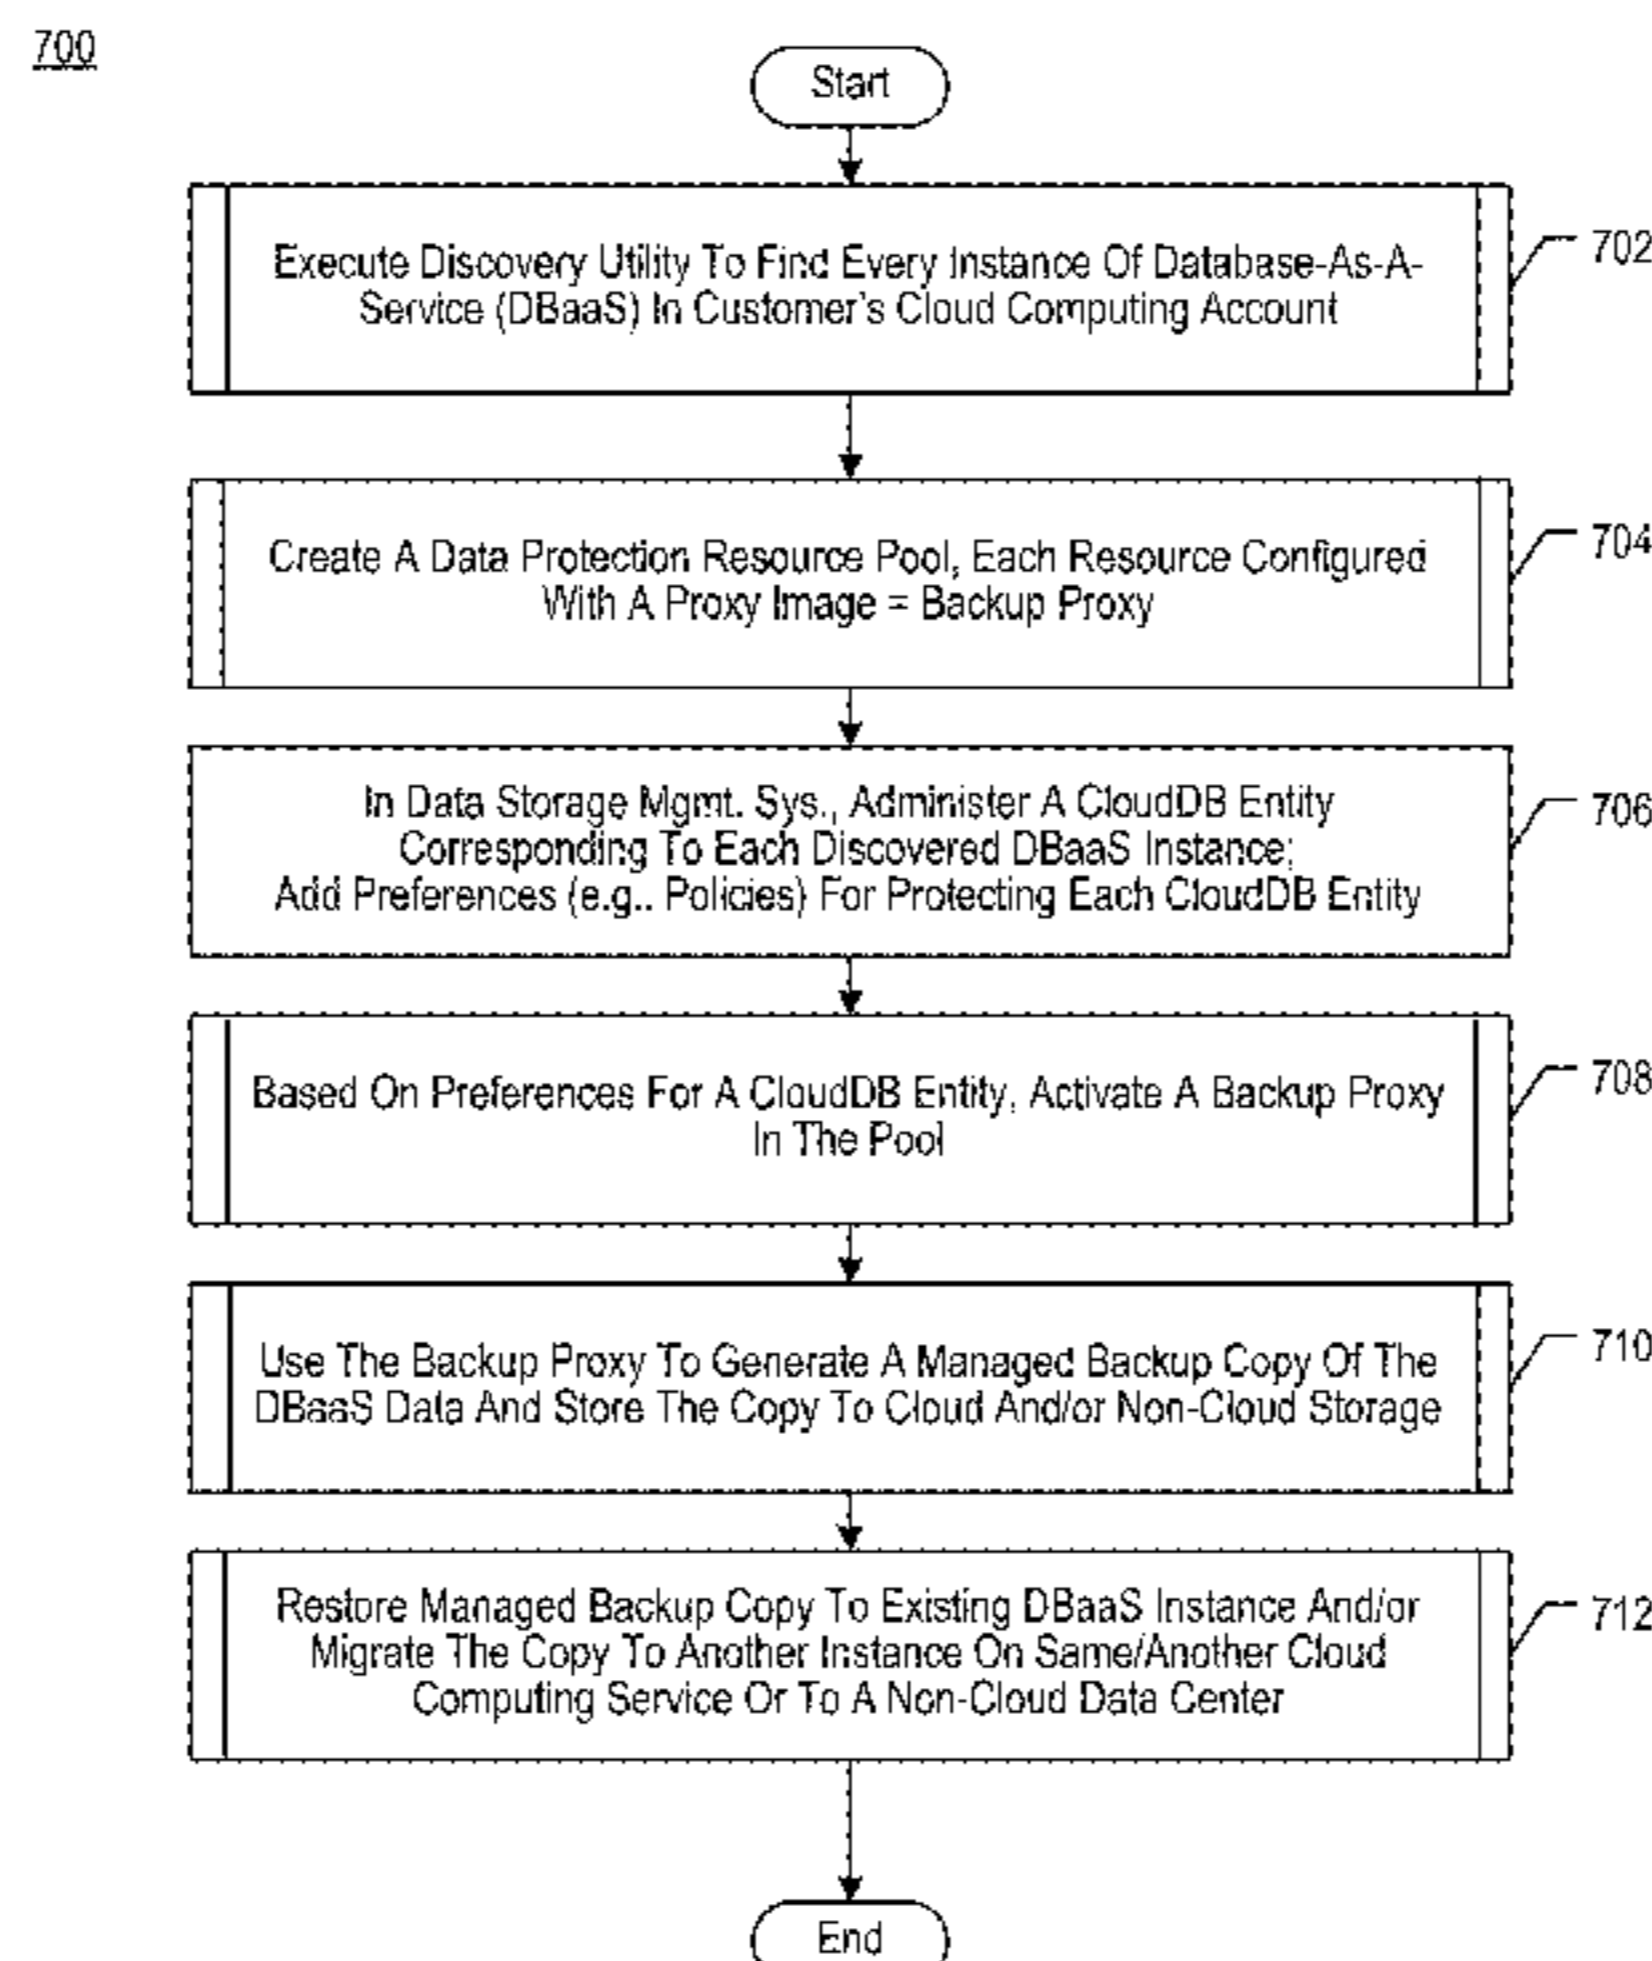 700
Start
Execute Discovery Utility To Find Every Instance Of Database-As-A-
Service (DBaaS) In Customer's Cloud Computing Account
702
Create A Data Protection Resource Pool, Each Resource Configured
With A Proxy Image = Backup Proxy
704
In Data Storage Mgmt. Sys., Administer A CloudDB Entity
Corresponding To Each Discovered DBaaS Instance;
Add Preferences (e.g.. Policies) For Protecting Each CloudDB Entity
706
Based On Preferences For A CloudDB Entity, Activate A Backup Proxy
In The Pool
708
Use The Backup Proxy To Generate A Managed Backup Copy Of The
DBaaS Data And Store The Copy To Cloud And/or Non-Cloud Storage
710
Restore Managed Backup Copy To Existing DBaaS Instance And/or
Migrate The Copy To Another Instance On Same/Another Cloud
Computing Service Or To A Non-Cloud Data Center
712
End